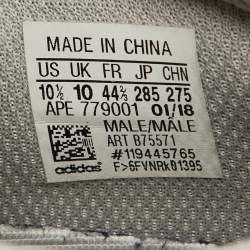 MADE IN CHINA
US UK FR JP CHN
10½ 10 44⅔ 285 275
APE 779001 01/18
MALE/MALE
ART B75571
#119445765
F>6FVNRKB1395
adidas